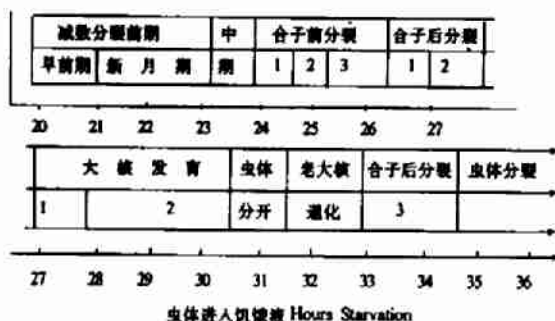 减数分裂前期 中 合子前分裂 合子后分裂
早前期 新月期 期 1 2 3 1 2
20 21 22 23 24 25 26 27
大核发育 虫体 老大核 合子后分裂 虫体分裂
1 2 分开 退化 3
27 28 29 30 31 32 33 34 35 36
虫体进入饥饿液 Hours Starvation